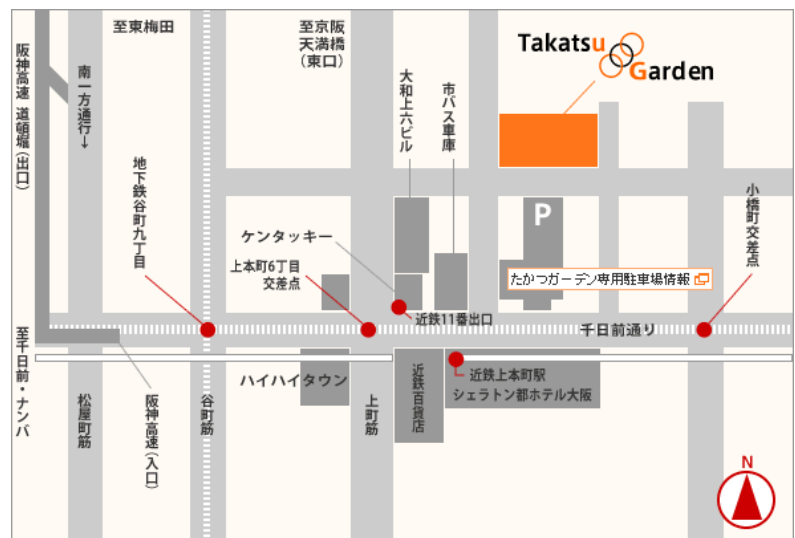 至東梅田
至京阪
天満橋
（東口）
Takatsu
Garden
阪神高速 道頓堀（出口）
南一方通行↓
大和上六ビル
市バス車庫
地下鉄谷町九丁目
小橋町交差点
P
ケンタッキー
上本町6丁目
交差点
たかつガーデン専用駐車場情報
近鉄11番出口
千日前通り
至千日前・ナンバ
ハイハイタウン
近鉄百貨店
近鉄上本町駅
シェラトン都ホテル大阪
松屋町筋
阪神高速（入口）
谷町筋
上町筋
N